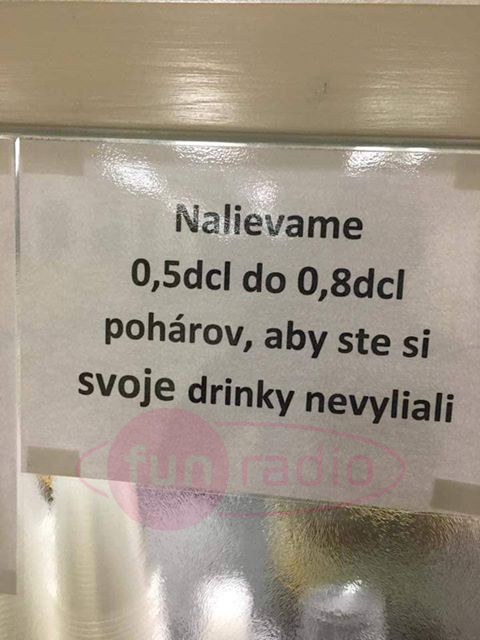 Nalievame
0,5dcl do 0,8dcl
pohárov, aby ste si
svoje drinky nevyliali
fun radio